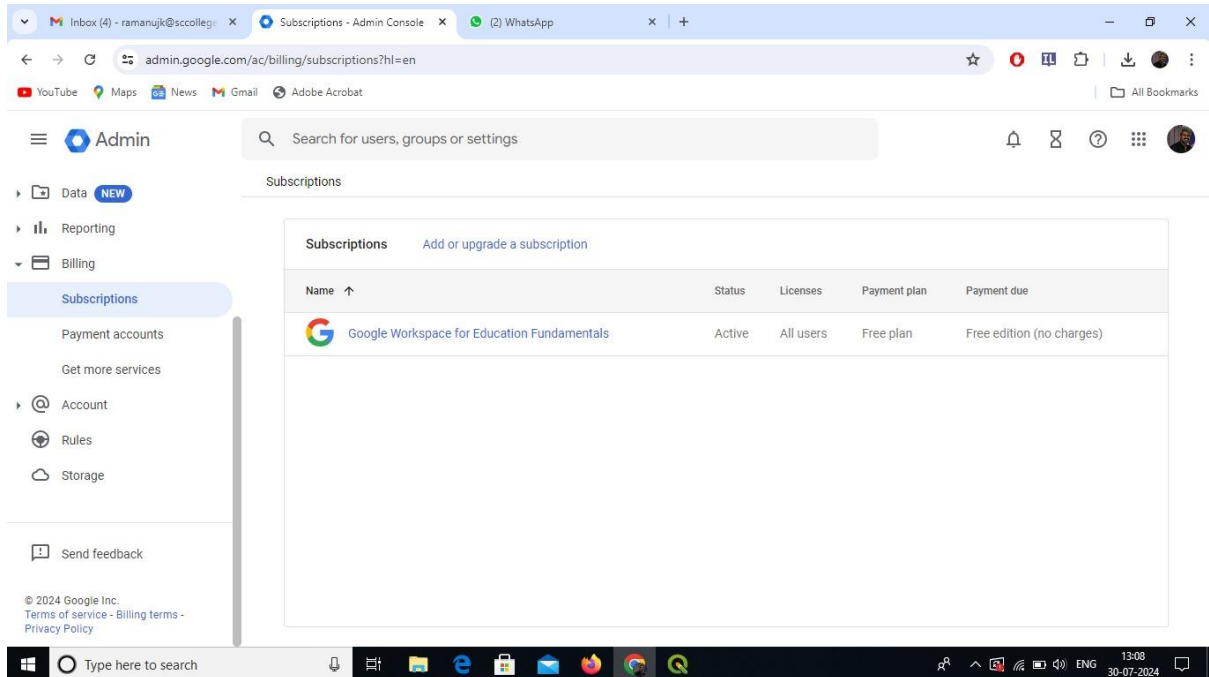 Inbox (4) - ramanujk@sccollege
Subscriptions - Admin Console
(2) WhatsApp
admin.google.com/ac/billing/subscriptions?hl=en
YouTube Maps News Gmail Adobe Acrobat All Bookmarks
Admin
Search for users, groups or settings
Data NEW
Reporting
Billing
Subscriptions
Payment accounts
Get more services
Account
Rules
Storage
Send feedback
© 2024 Google Inc.
Terms of service - Billing terms -
Privacy Policy
Subscriptions
Subscriptions Add or upgrade a subscription
Name Status Licenses Payment plan Payment due
Google Workspace for Education Fundamentals Active All users Free plan Free edition (no charges)
Type here to search
ENG
13:08
30-07-2024